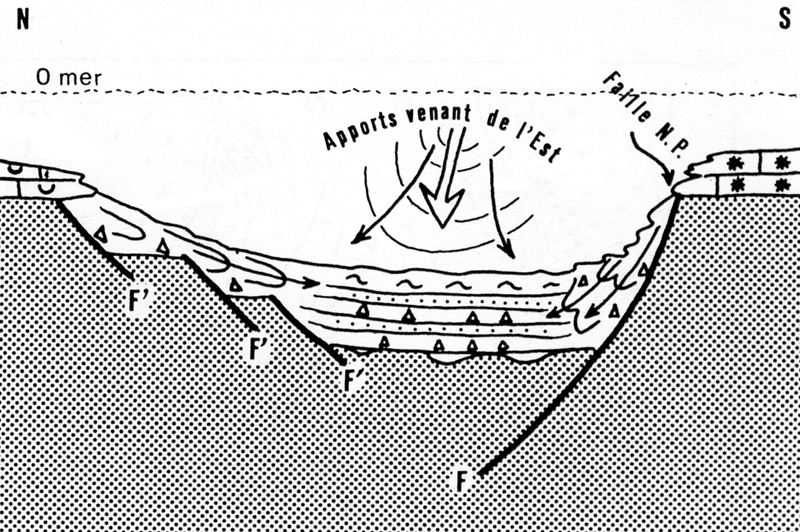 N
S
0 mer
Apports venant de l'Est
Faille N.P.
F'
F'
F'
F